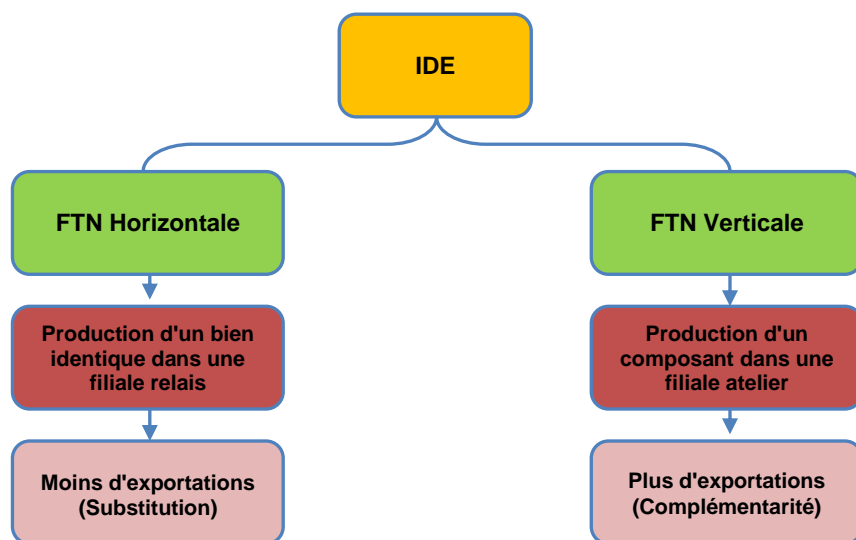 IDE
FTN Horizontale
FTN Verticale
Production d'un bien
identique dans une
filiale relais
Production d'un
composant dans une
filiale atelier
Moins d'exportations
(Substitution)
Plus d'exportations
(Complémentarité)